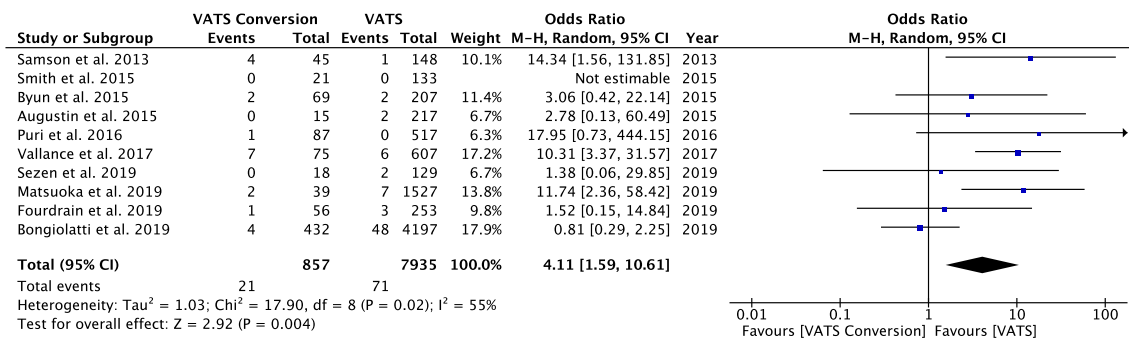 VATS Conversion VATS Odds Ratio Odds Ratio
Study or Subgroup Events Total Events Total Weight M-H, Random, 95% CI Year M-H, Random, 95% CI
Samson et al. 2013 4 45 1 148 10.1% 14.34 [1.56, 131.85] 2013
Smith et al. 2015 0 21 0 133 Not estimable 2015
Byun et al. 2015 2 69 2 207 11.4% 3.06 [0.42, 22.14] 2015
Augustin et al. 2015 0 15 2 217 6.7% 2.78 [0.13, 60.49] 2015
Puri et al. 2016 1 87 0 517 6.3% 17.95 [0.73, 444.15] 2016
Vallance et al. 2017 7 75 6 607 17.2% 10.31 [3.37, 31.57] 2017
Sezen et al. 2019 0 18 2 129 6.7% 1.38 [0.06, 29.85] 2019
Matsuoka et al. 2019 2 39 7 1527 13.8% 11.74 [2.36, 58.42] 2019
Fourdrain et al. 2019 1 56 3 253 9.8% 1.52 [0.15, 14.84] 2019
Bongiolatti et al. 2019 4 432 48 4197 17.9% 0.81 [0.29, 2.25] 2019
Total (95% CI) 857 7935 100.0% 4.11 [1.59, 10.61]
Total events 21 71
Heterogeneity: Tau² = 1.03; Chi² = 17.90, df = 8 (P = 0.02); I² = 55%
Test for overall effect: Z = 2.92 (P = 0.004)
0.01 0.1 1 10 100
Favours [VATS Conversion] Favours [VATS]